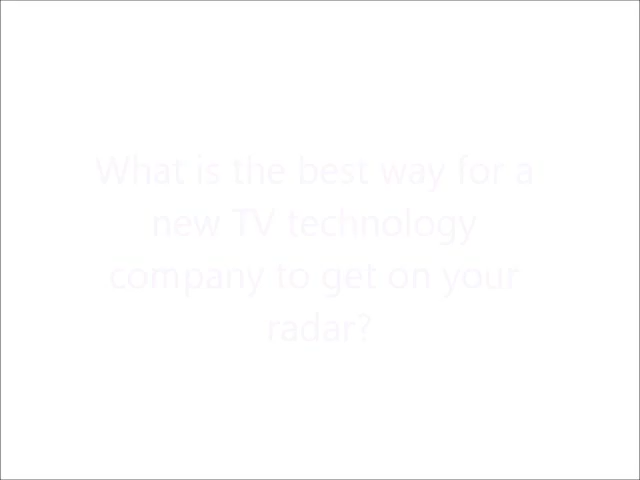 What is the best way for a
new TV technology
company to get on your
radar?